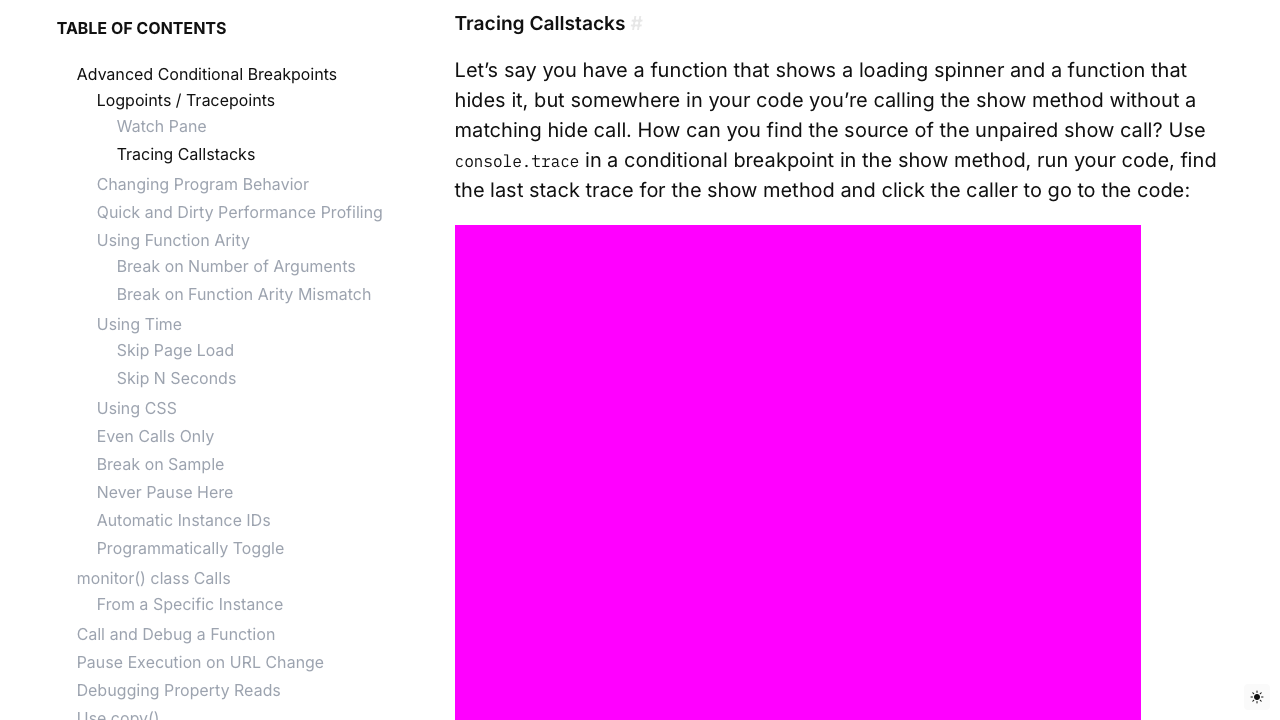 TABLE OF CONTENTS
Advanced Conditional Breakpoints
Logpoints / Tracepoints
Watch Pane
Tracing Callstacks
Changing Program Behavior
Quick and Dirty Performance Profiling
Using Function Arity
Break on Number of Arguments
Break on Function Arity Mismatch
Using Time
Skip Page Load
Skip N Seconds
Using CSS
Even Calls Only
Break on Sample
Never Pause Here
Automatic Instance IDs
Programmatically Toggle
monitor() class Calls
From a Specific Instance
Call and Debug a Function
Pause Execution on URL Change
Debugging Property Reads
Use copy()
Tracing Callstacks #
Let’s say you have a function that shows a loading spinner and a function that
hides it, but somewhere in your code you’re calling the show method without a
matching hide call. How can you find the source of the unpaired show call? Use
console.trace in a conditional breakpoint in the show method, run your code, find
the last stack trace for the show method and click the caller to go to the code: